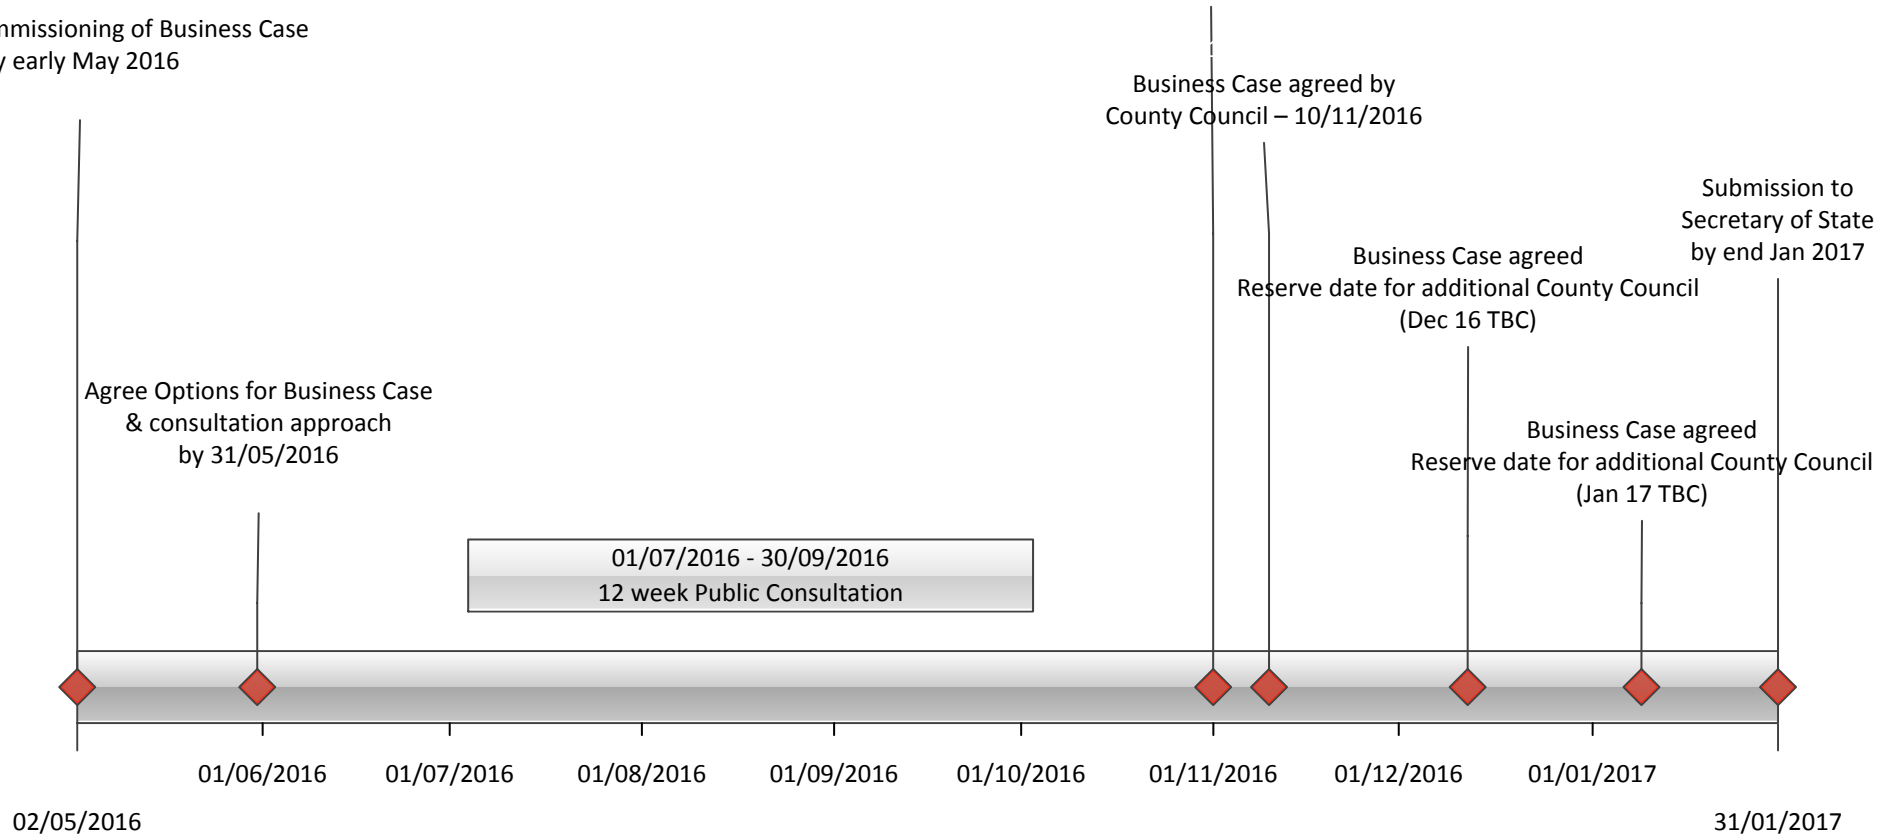 mmissioning of Business Case
early May 2016
Business Case agreed by
County Council – 10/11/2016
Submission to
Secretary of State
by end Jan 2017
Business Case agreed
Reserve date for additional County Council
(Dec 16 TBC)
Agree Options for Business Case
& consultation approach
by 31/05/2016
Business Case agreed
Reserve date for additional County Council
(Jan 17 TBC)
01/07/2016 - 30/09/2016
12 week Public Consultation
01/06/2016 01/07/2016 01/08/2016 01/09/2016 01/10/2016 01/11/2016 01/12/2016 01/01/2017
02/05/2016 31/01/2017